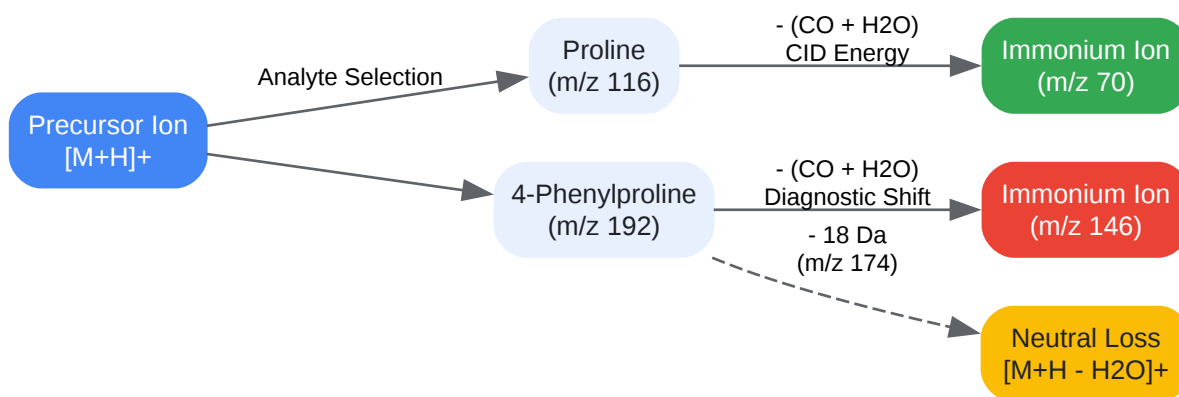 Precursor Ion
[M+H]+
Analyte Selection
Proline
(m/z 116)
- (CO + H2O)
CID Energy
Immonium Ion
(m/z 70)
4-Phenylproline
(m/z 192)
- (CO + H2O)
Diagnostic Shift
Immonium Ion
(m/z 146)
- 18 Da
(m/z 174)
Neutral Loss
[M+H - H2O]+